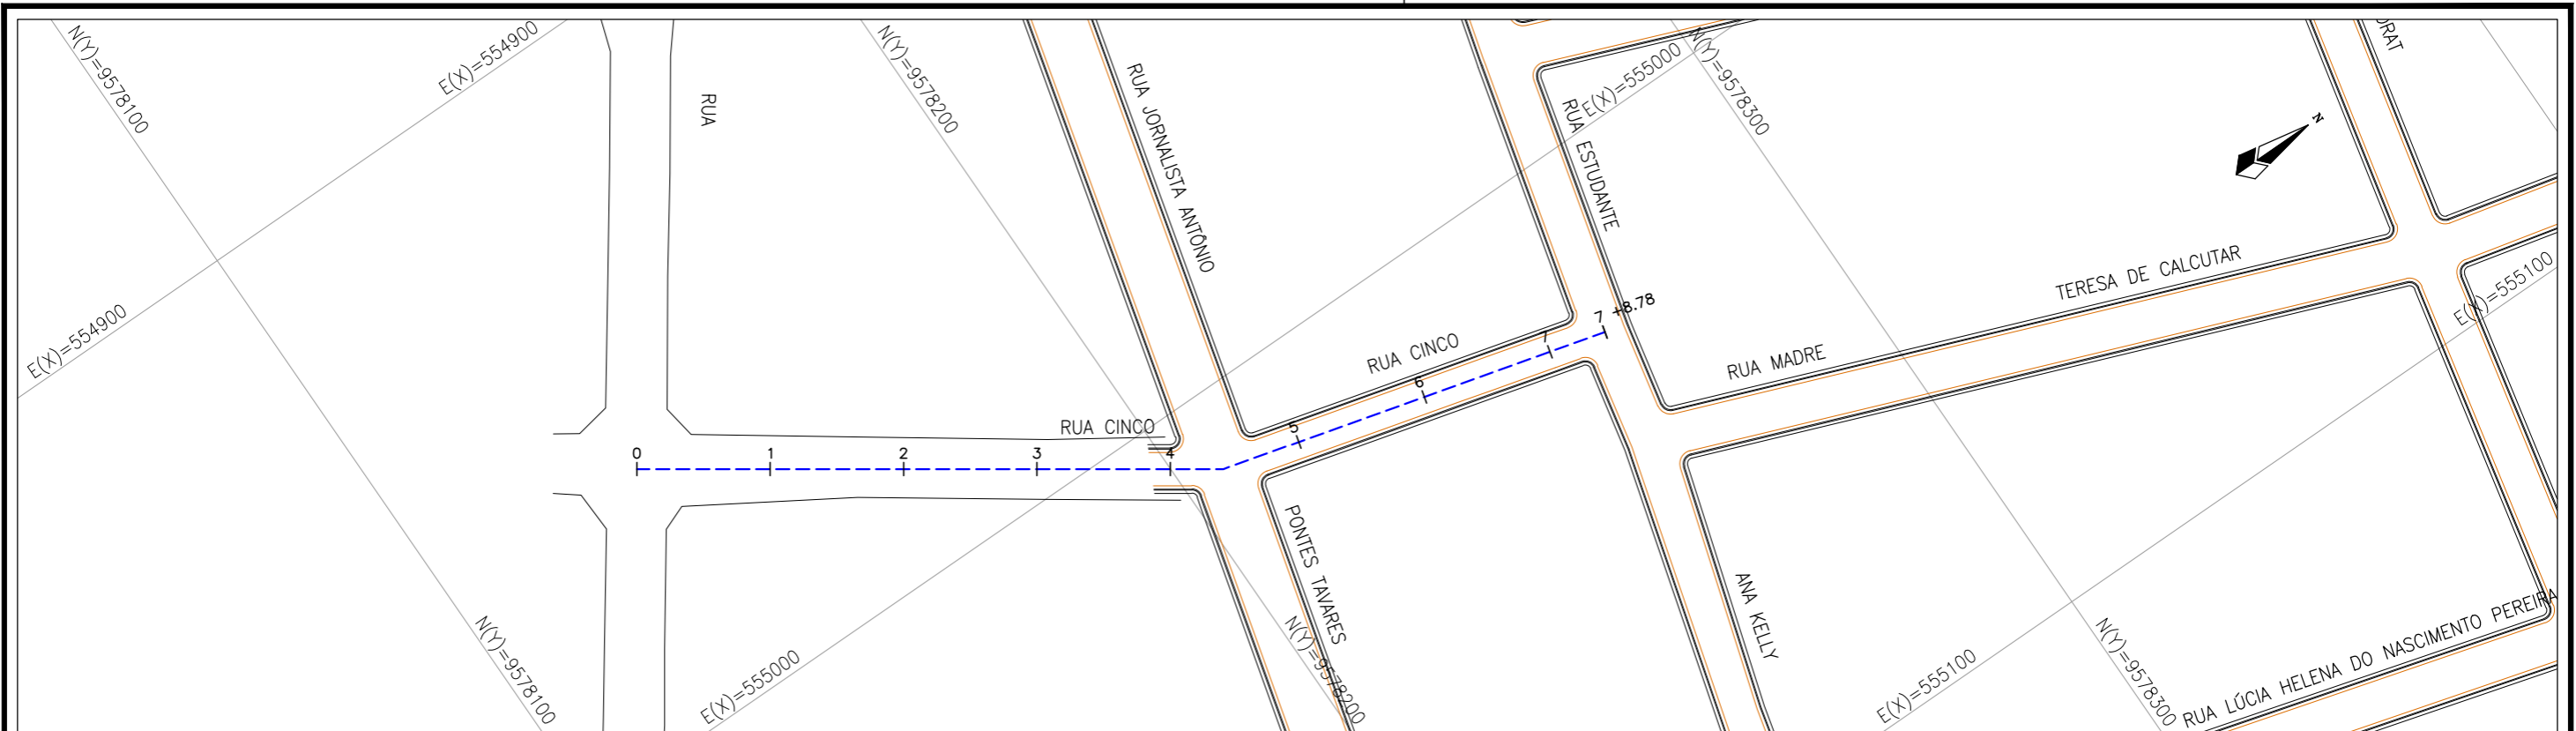 N(Y)=9578100
E(X)=554900
RUA
N(Y)=9578200
RUA JORNALISTA ANTÔNIO
E(X)=555000
N(Y)=9578300
RUA ESTUDANTE
N
TERESA DE CALCUTAR
E(X)=555100
E(X)=554900
7 +8.78
7
RUA CINCO
RUA MADRE
6
5
RUA CINCO
0
1
2
3
4
PONTES TAVARES
ANA KELLY
N(Y)=9578100
E(X)=555000
N(Y)=9578200
E(X)=555100
N(Y)=9578300
RUA LÚCIA HELENA DO NASCIMENTO PEREIRA